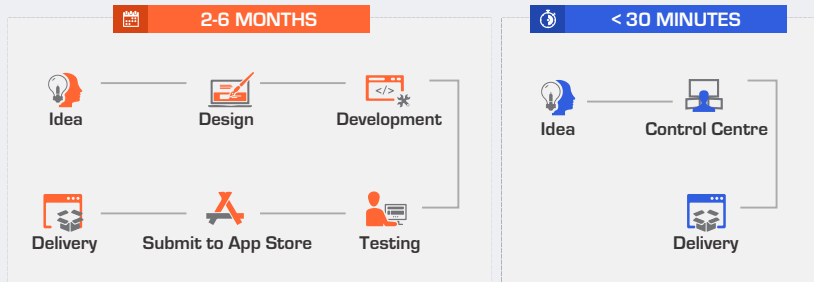 2-6 MONTHS
Idea
Design
Development
</>
Delivery
Submit to App Store
Testing
< 30 MINUTES
Idea
Control Centre
Delivery